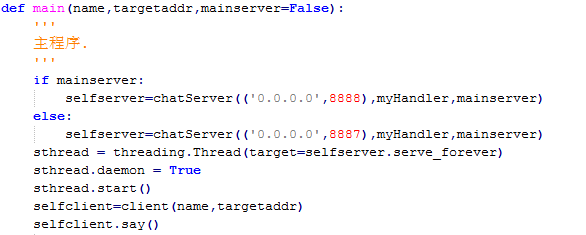 def main(name,targetaddr,mainserver=False):
    '''
    主程序.
    '''
    if mainserver:
        selfserver=chatServer(('0.0.0.0',8888),myHandler,mainserver)
    else:
        selfserver=chatServer(('0.0.0.0',8887),myHandler,mainserver)
    sthread = threading.Thread(target=selfserver.serve_forever)
    sthread.daemon = True
    sthread.start()
    selfclient=client(name,targetaddr)
    selfclient.say()